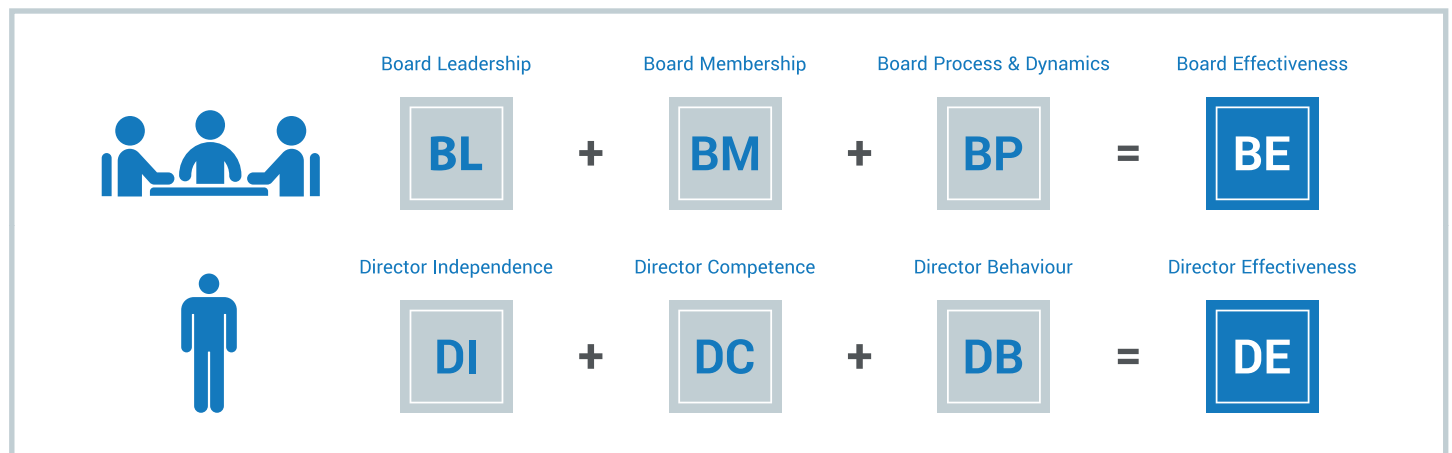 Board Leadership Board Membership Board Process & Dynamics Board Effectiveness
BL + BM + BP = BE
Director Independence Director Competence Director Behaviour Director Effectiveness
DI + DC + DB = DE